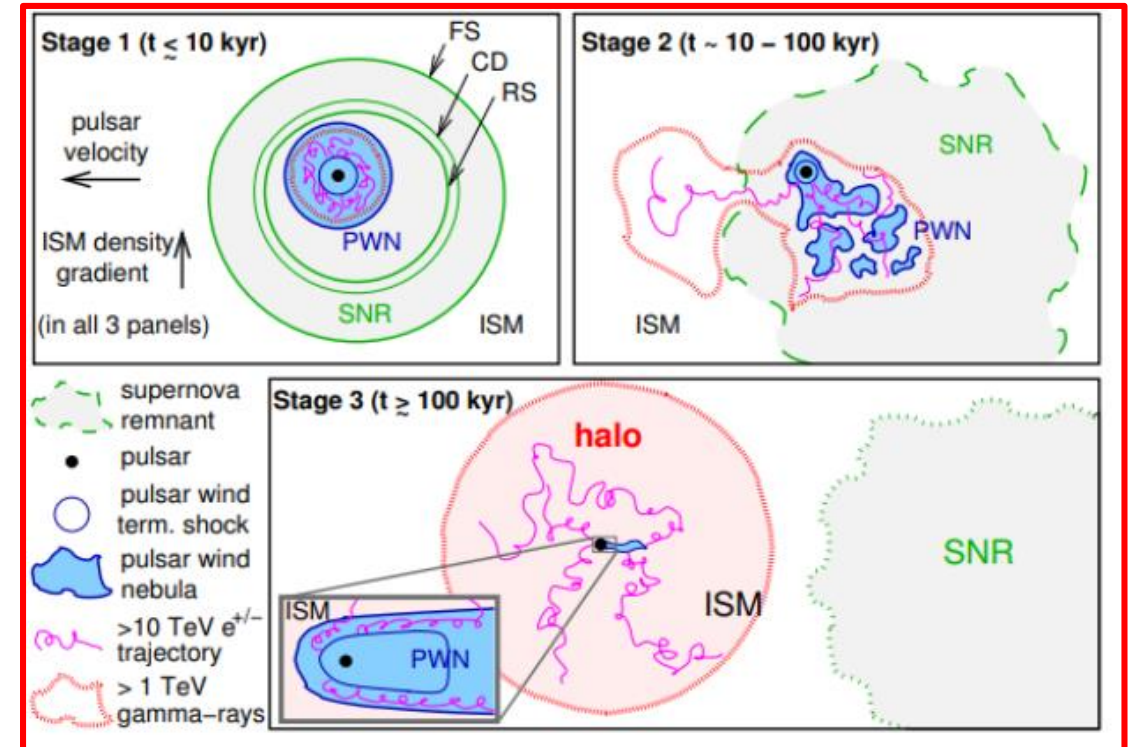 Stage 1 (t ≲ 10 kyr)
FS
CD
RS
pulsar
velocity
ISM density
gradient
(in all 3 panels)
PWN
SNR
ISM
Stage 2 (t ~ 10 – 100 kyr)
SNR
PWN
ISM
supernova
remnant
pulsar
pulsar wind
term. shock
pulsar wind
nebula
>10 TeV e+/−
trajectory
> 1 TeV
gamma−rays
Stage 3 (t ≳ 100 kyr)
halo
ISM
SNR
ISM
PWN